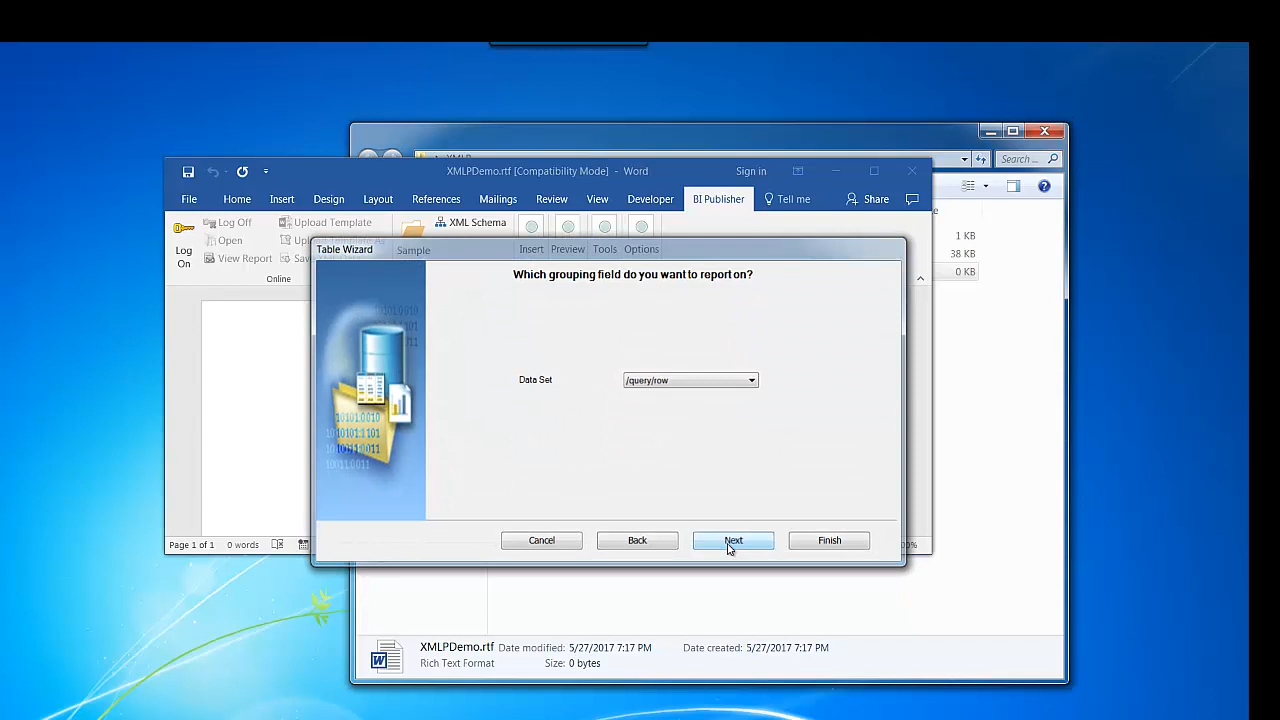 Search ...
XMLPDemo.rtf [Compatibility Mode] - Word
Sign in
File Home Insert Design Layout References Mailings Review View Developer BI Publisher Tell me Share
Log On
Log Off
Open
View Report
Upload Template
Online
XML Schema
1 KB
38 KB
0 KB
Table Wizard
Sample
Insert Preview Tools Options
Which grouping field do you want to report on?
Data Set /query/row
Cancel Back Next Finish
Page 1 of 1 0 words
XMLPDemo.rtf Date modified: 5/27/2017 7:17 PM Date created: 5/27/2017 7:17 PM
Rich Text Format Size: 0 bytes